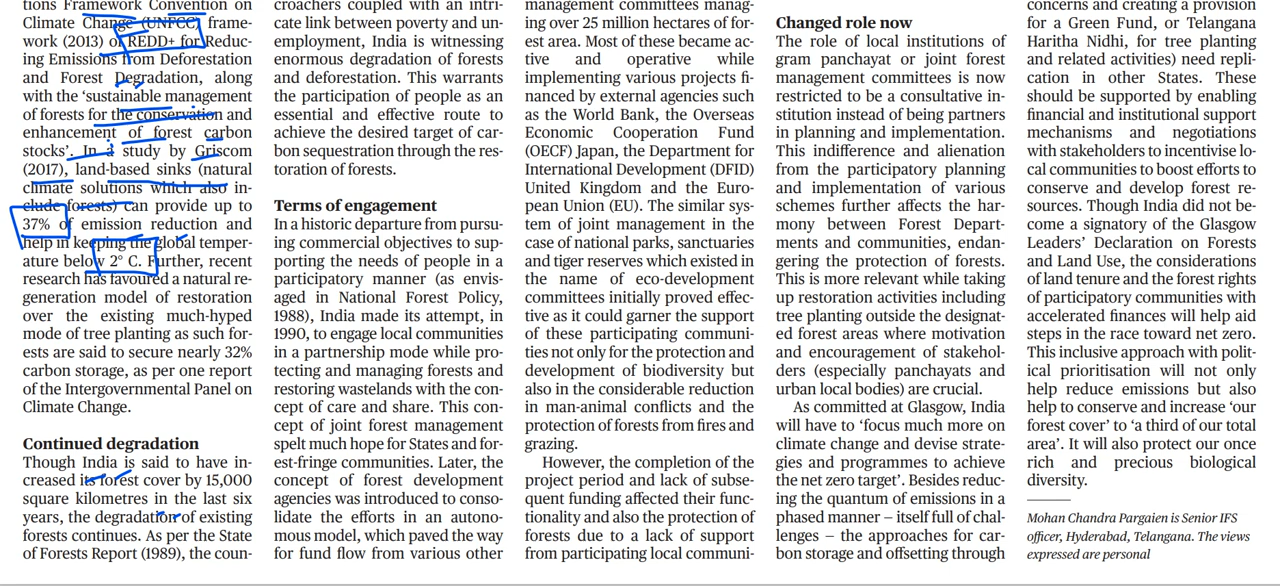 tions Framework Convention on
Climate Change (UNFCC) frame-
work (2013) of REDD+ for Reduc-
ing Emissions from Deforestation
and Forest Degradation, along
with the ‘sustainable management
of forests for the conservation and
enhancement of forest carbon
stocks’. In a study by Griscom
(2017), land-based sinks (natural
climate solutions which also in-
clude forests) can provide up to
37% of emission reduction and
help in keeping the global temper-
ature below 2° C. Further, recent
research has favoured a natural re-
generation model of restoration
over the existing much-hyped
mode of tree planting as such for-
ests are said to secure nearly 32%
carbon storage, as per one report
of the Intergovernmental Panel on
Climate Change.
Continued degradation
Though India is said to have in-
creased its forest cover by 15,000
square kilometres in the last six
years, the degradation of existing
forests continues. As per the State
of Forests Report (1989), the coun-
croachers coupled with an intri-
cate link between poverty and un-
employment, India is witnessing
enormous degradation of forests
and deforestation. This warrants
the participation of people as an
essential and effective route to
achieve the desired target of car-
bon sequestration through the res-
toration of forests.
Terms of engagement
In a historic departure from pursu-
ing commercial objectives to sup-
porting the needs of people in a
participatory manner (as envis-
aged in National Forest Policy,
1988), India made its attempt, in
1990, to engage local communities
in a partnership mode while pro-
tecting and managing forests and
restoring wastelands with the con-
cept of care and share. This con-
cept of joint forest management
spelt much hope for States and for-
est-fringe communities. Later, the
concept of forest development
agencies was introduced to conso-
lidate the efforts in an autono-
mous model, which paved the way
for fund flow from various other
management committees manag-
ing over 25 million hectares of for-
est area. Most of these became ac-
tive and operative while
implementing various projects fi-
nanced by external agencies such
as the World Bank, the Overseas
Economic Cooperation Fund
(OECF) Japan, the Department for
International Development (DFID)
United Kingdom and the Euro-
pean Union (EU). The similar sys-
tem of joint management in the
case of national parks, sanctuaries
and tiger reserves which existed in
the name of eco-development
committees initially proved effec-
tive as it could garner the support
of these participating communi-
ties not only for the protection and
development of biodiversity but
also in the considerable reduction
in man-animal conflicts and the
protection of forests from fires and
grazing.
However, the completion of the
project period and lack of subse-
quent funding affected their func-
tionality and also the protection of
forests due to a lack of support
from participating local communi-
Changed role now
The role of local institutions of
gram panchayat or joint forest
management committees is now
restricted to be a consultative in-
stitution instead of being partners
in planning and implementation.
This indifference and alienation
from the participatory planning
and implementation of various
schemes further affects the har-
mony between Forest Depart-
ments and communities, endan-
gering the protection of forests.
This is more relevant while taking
up restoration activities including
tree planting outside the designat-
ed forest areas where motivation
and encouragement of stakehol-
ders (especially panchayats and
urban local bodies) are crucial.
As committed at Glasgow, India
will have to ‘focus much more on
climate change and devise strate-
gies and programmes to achieve
the net zero target’. Besides reduc-
ing the quantum of emissions in a
phased manner – itself full of chal-
lenges – the approaches for car-
bon storage and offsetting through
concerns and creating a provision
for a Green Fund, or Telangana
Haritha Nidhi, for tree planting
and related activities) need repli-
cation in other States. These
should be supported by enabling
financial and institutional support
mechanisms and negotiations
with stakeholders to incentivise lo-
cal communities to boost efforts to
conserve and develop forest re-
sources. Though India did not be-
come a signatory of the Glasgow
Leaders’ Declaration on Forests
and Land Use, the considerations
of land tenure and the forest rights
of participatory communities with
accelerated finances will help aid
steps in the race toward net zero.
This inclusive approach with polit-
ical prioritisation will not only
help reduce emissions but also
help to conserve and increase ‘our
forest cover’ to ‘a third of our total
area’. It will also protect our once
rich and precious biological
diversity.
Mohan Chandra Pargaien is Senior IFS
officer, Hyderabad, Telangana. The views
expressed are personal